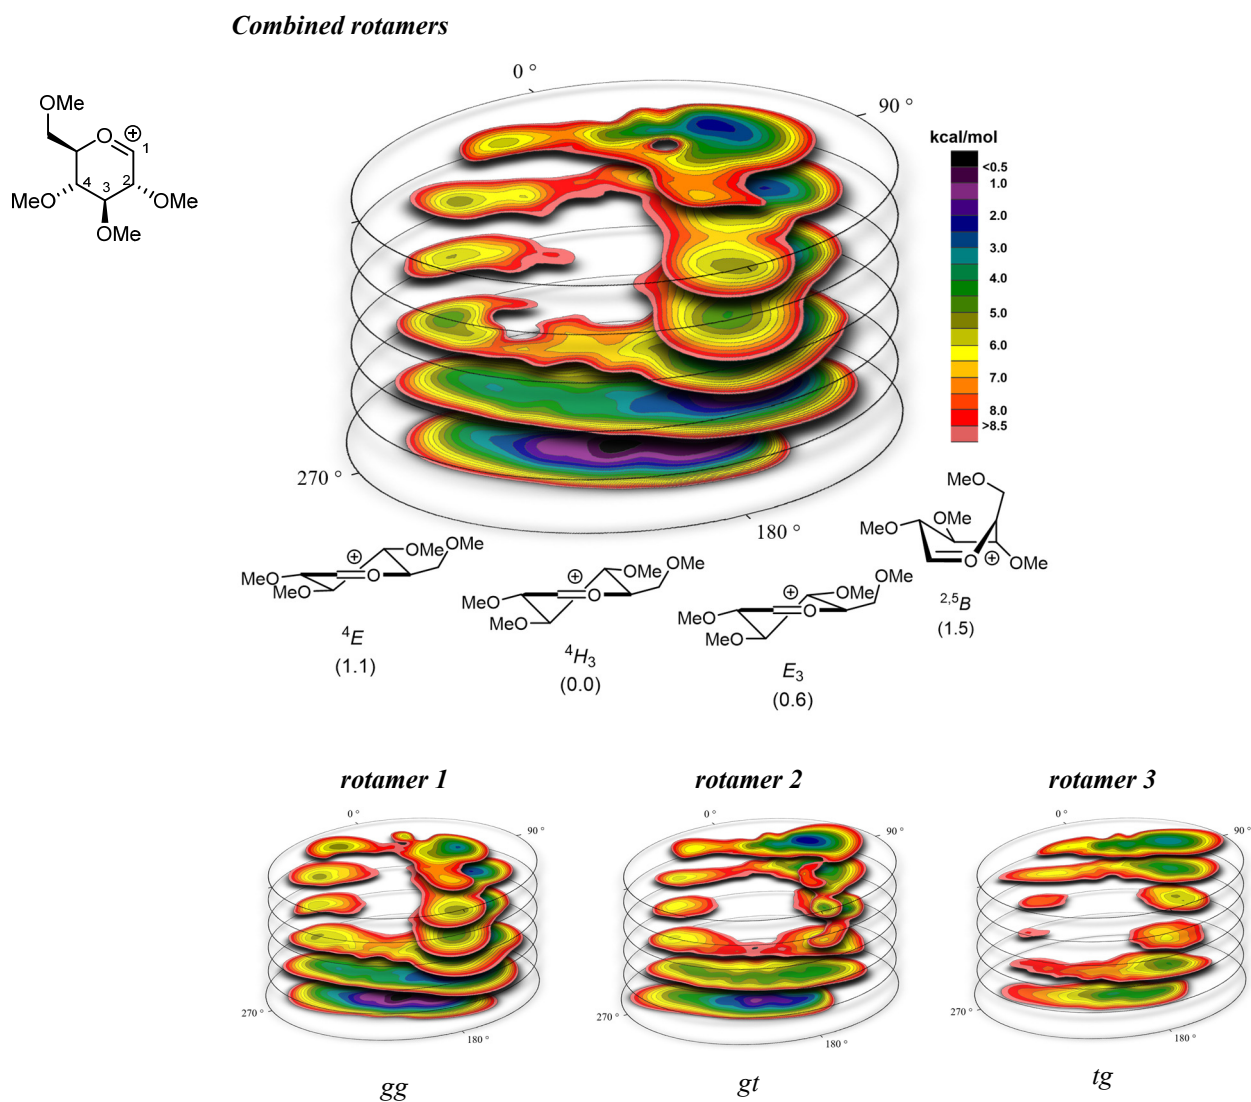 Combined rotamers
0 °
90 °
270 °
180 °
OMe
O
⊕
1
4
3
2
MeO
OMe
OMe
kcal/mol
<0.5
1.0
2.0
3.0
4.0
5.0
6.0
7.0
8.0
>8.5
MeO
MeO
⊕
O
OMe
OMe
⁴E
(1.1)
MeO
MeO
⊕
O
OMe
OMe
⁴H₃
(0.0)
MeO
MeO
⊕
O
OMe
OMe
E₃
(0.6)
MeO
MeO
OMe
O
⊕
OMe
²,⁵B
(1.5)
rotamer 1
0 °
90 °
270 °
180 °
gg
rotamer 2
0 °
90 °
270 °
180 °
gt
rotamer 3
0 °
90 °
270 °
180 °
tg